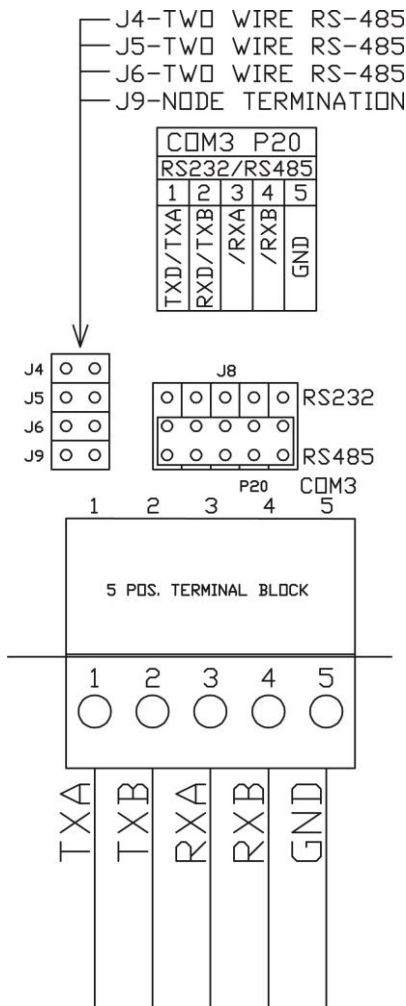 J4-TWO WIRE RS-485
J5-TWO WIRE RS-485
J6-TWO WIRE RS-485
J9-NODE TERMINATION
COM3 P20
RS232/RS485
1 2 3 4 5
TXD/TXA
RXD/TXB
/RXA
/RXB
GND
J4
J5
J6
J9
J8
RS232
RS485
P20 COM3
1 2 3 4 5
5 POS. TERMINAL BLOCK
1 2 3 4 5
TXA
TXB
RXA
RXB
GND